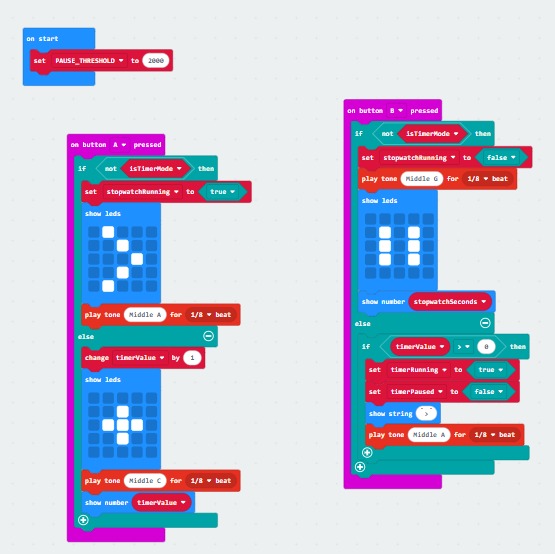 on start
set PAUSE_THRESHOLD to 2000
on button A pressed
if not isTimerMode then
set stopwatchRunning to true
show leds
play tone Middle A for 1/8 beat
else
change timerValue by 1
show leds
play tone Middle C for 1/8 beat
show number timerValue
on button B pressed
if not isTimerMode then
set stopwatchRunning to false
play tone Middle G for 1/8 beat
show leds
show number stopwatchSeconds
else
if timerValue > 0 then
set timerRunning to true
set timerPaused to false
show string ">"
play tone Middle A for 1/8 beat